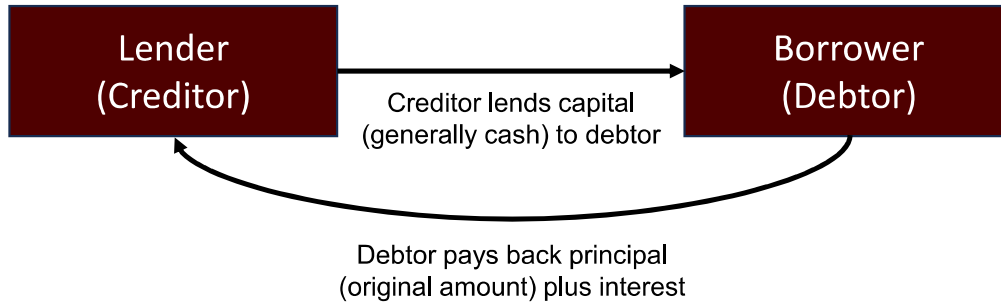 Lender
(Creditor)
Borrower
(Debtor)
Creditor lends capital
(generally cash) to debtor
Debtor pays back principal
(original amount) plus interest